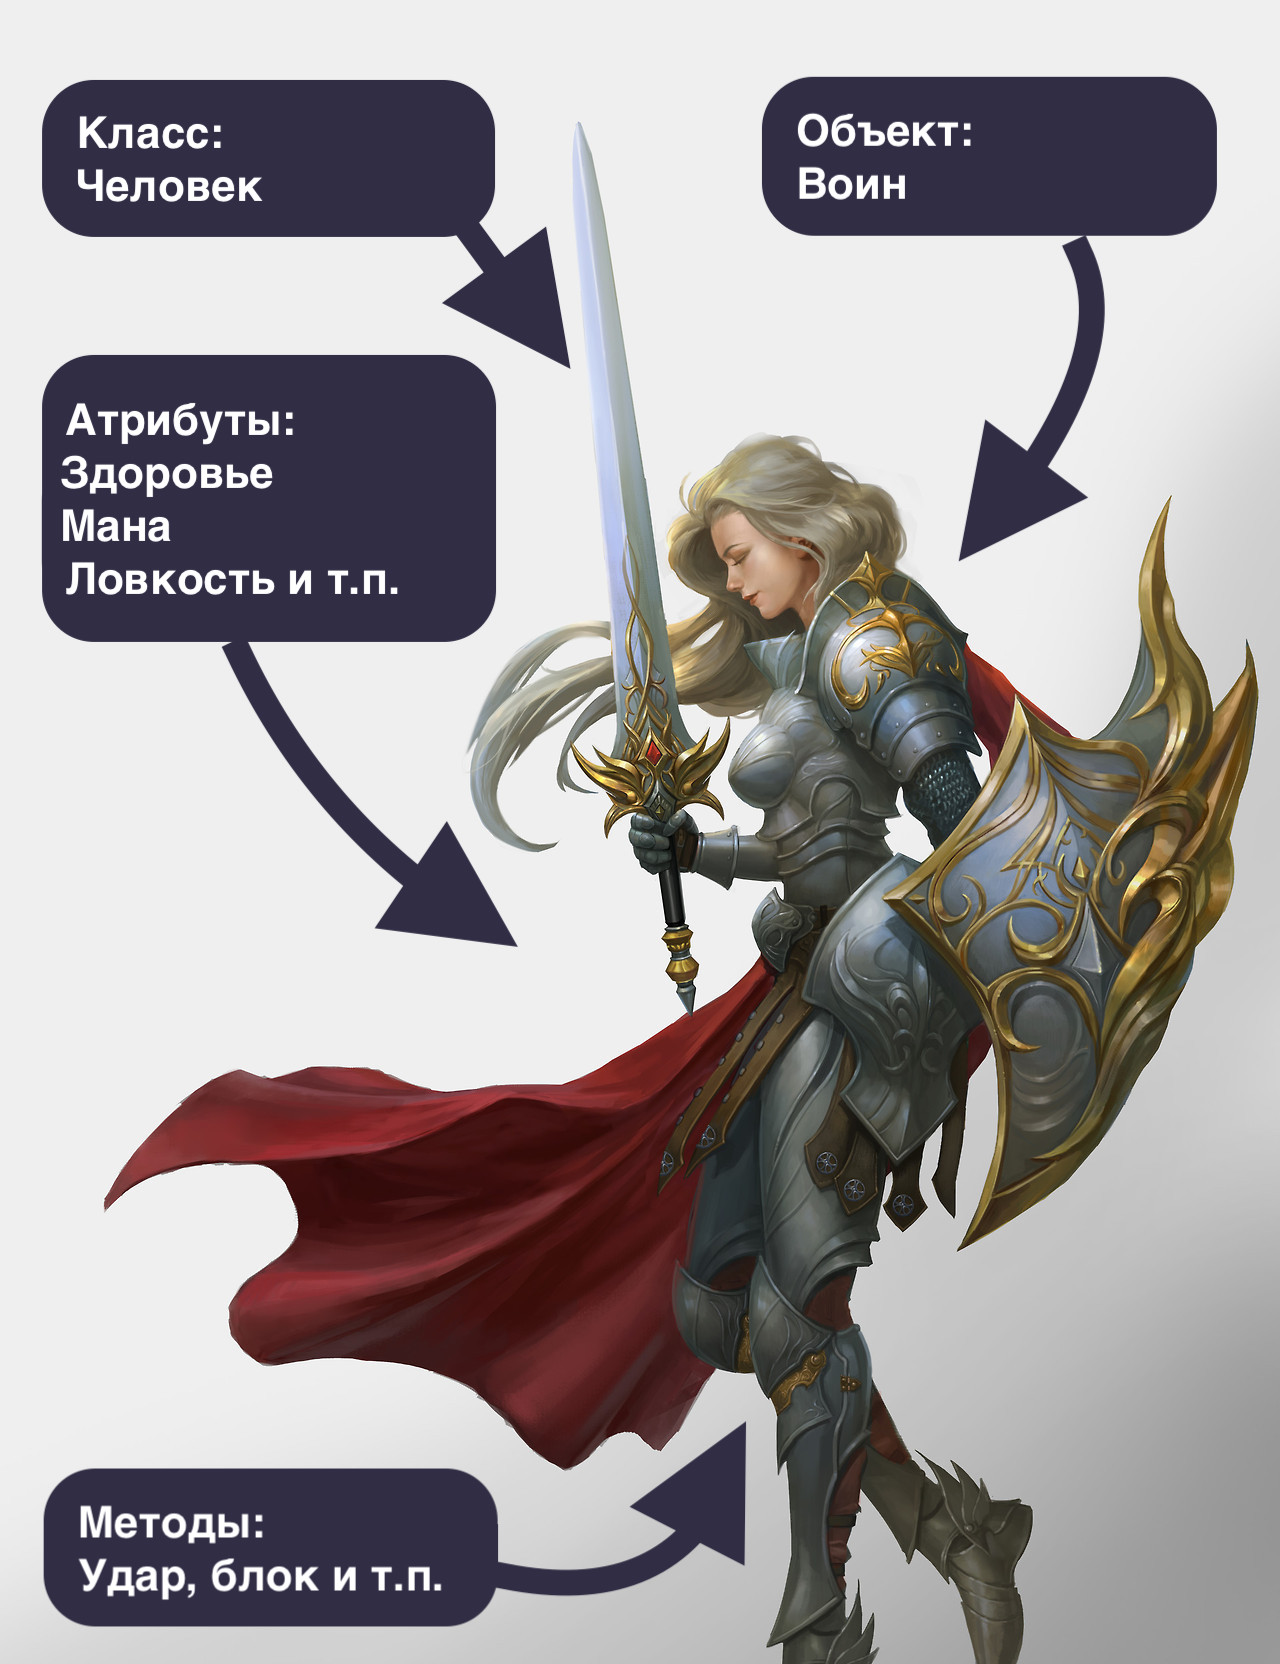 Класс:
Человек
Объект:
Воин
Атрибуты:
Здоровье
Мана
Ловкость и т.п.
Методы:
Удар, блок и т.п.